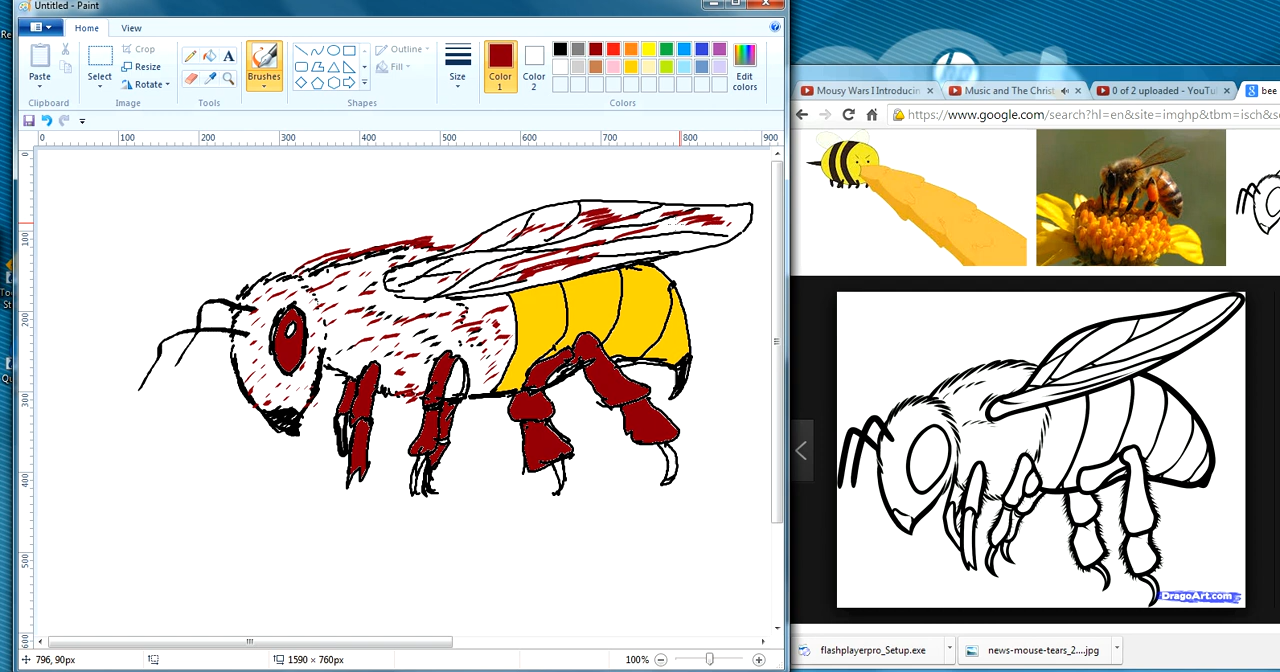 Untitled - Paint
Home View
Paste
Clipboard
Select
Crop
Resize
Rotate
Image
Tools
Brushes
Outline
Fill
Shapes
Size
Color 1
Color 2
Edit colors
Colors
0 100 200 300 400 500 600 700 800 900
0
100
200
300
400
500
600
796, 90px
1590 × 760px
100%
Mousy Wars I Introducin
Music and The Christ
0 of 2 uploaded - YouTu
bee
https://www.google.com/search?hl=en&site=imghp&tbm=isch&s
DragoArt.com
flashplayerpro_Setup.exe
news-mouse-tears_2....jpg
hp